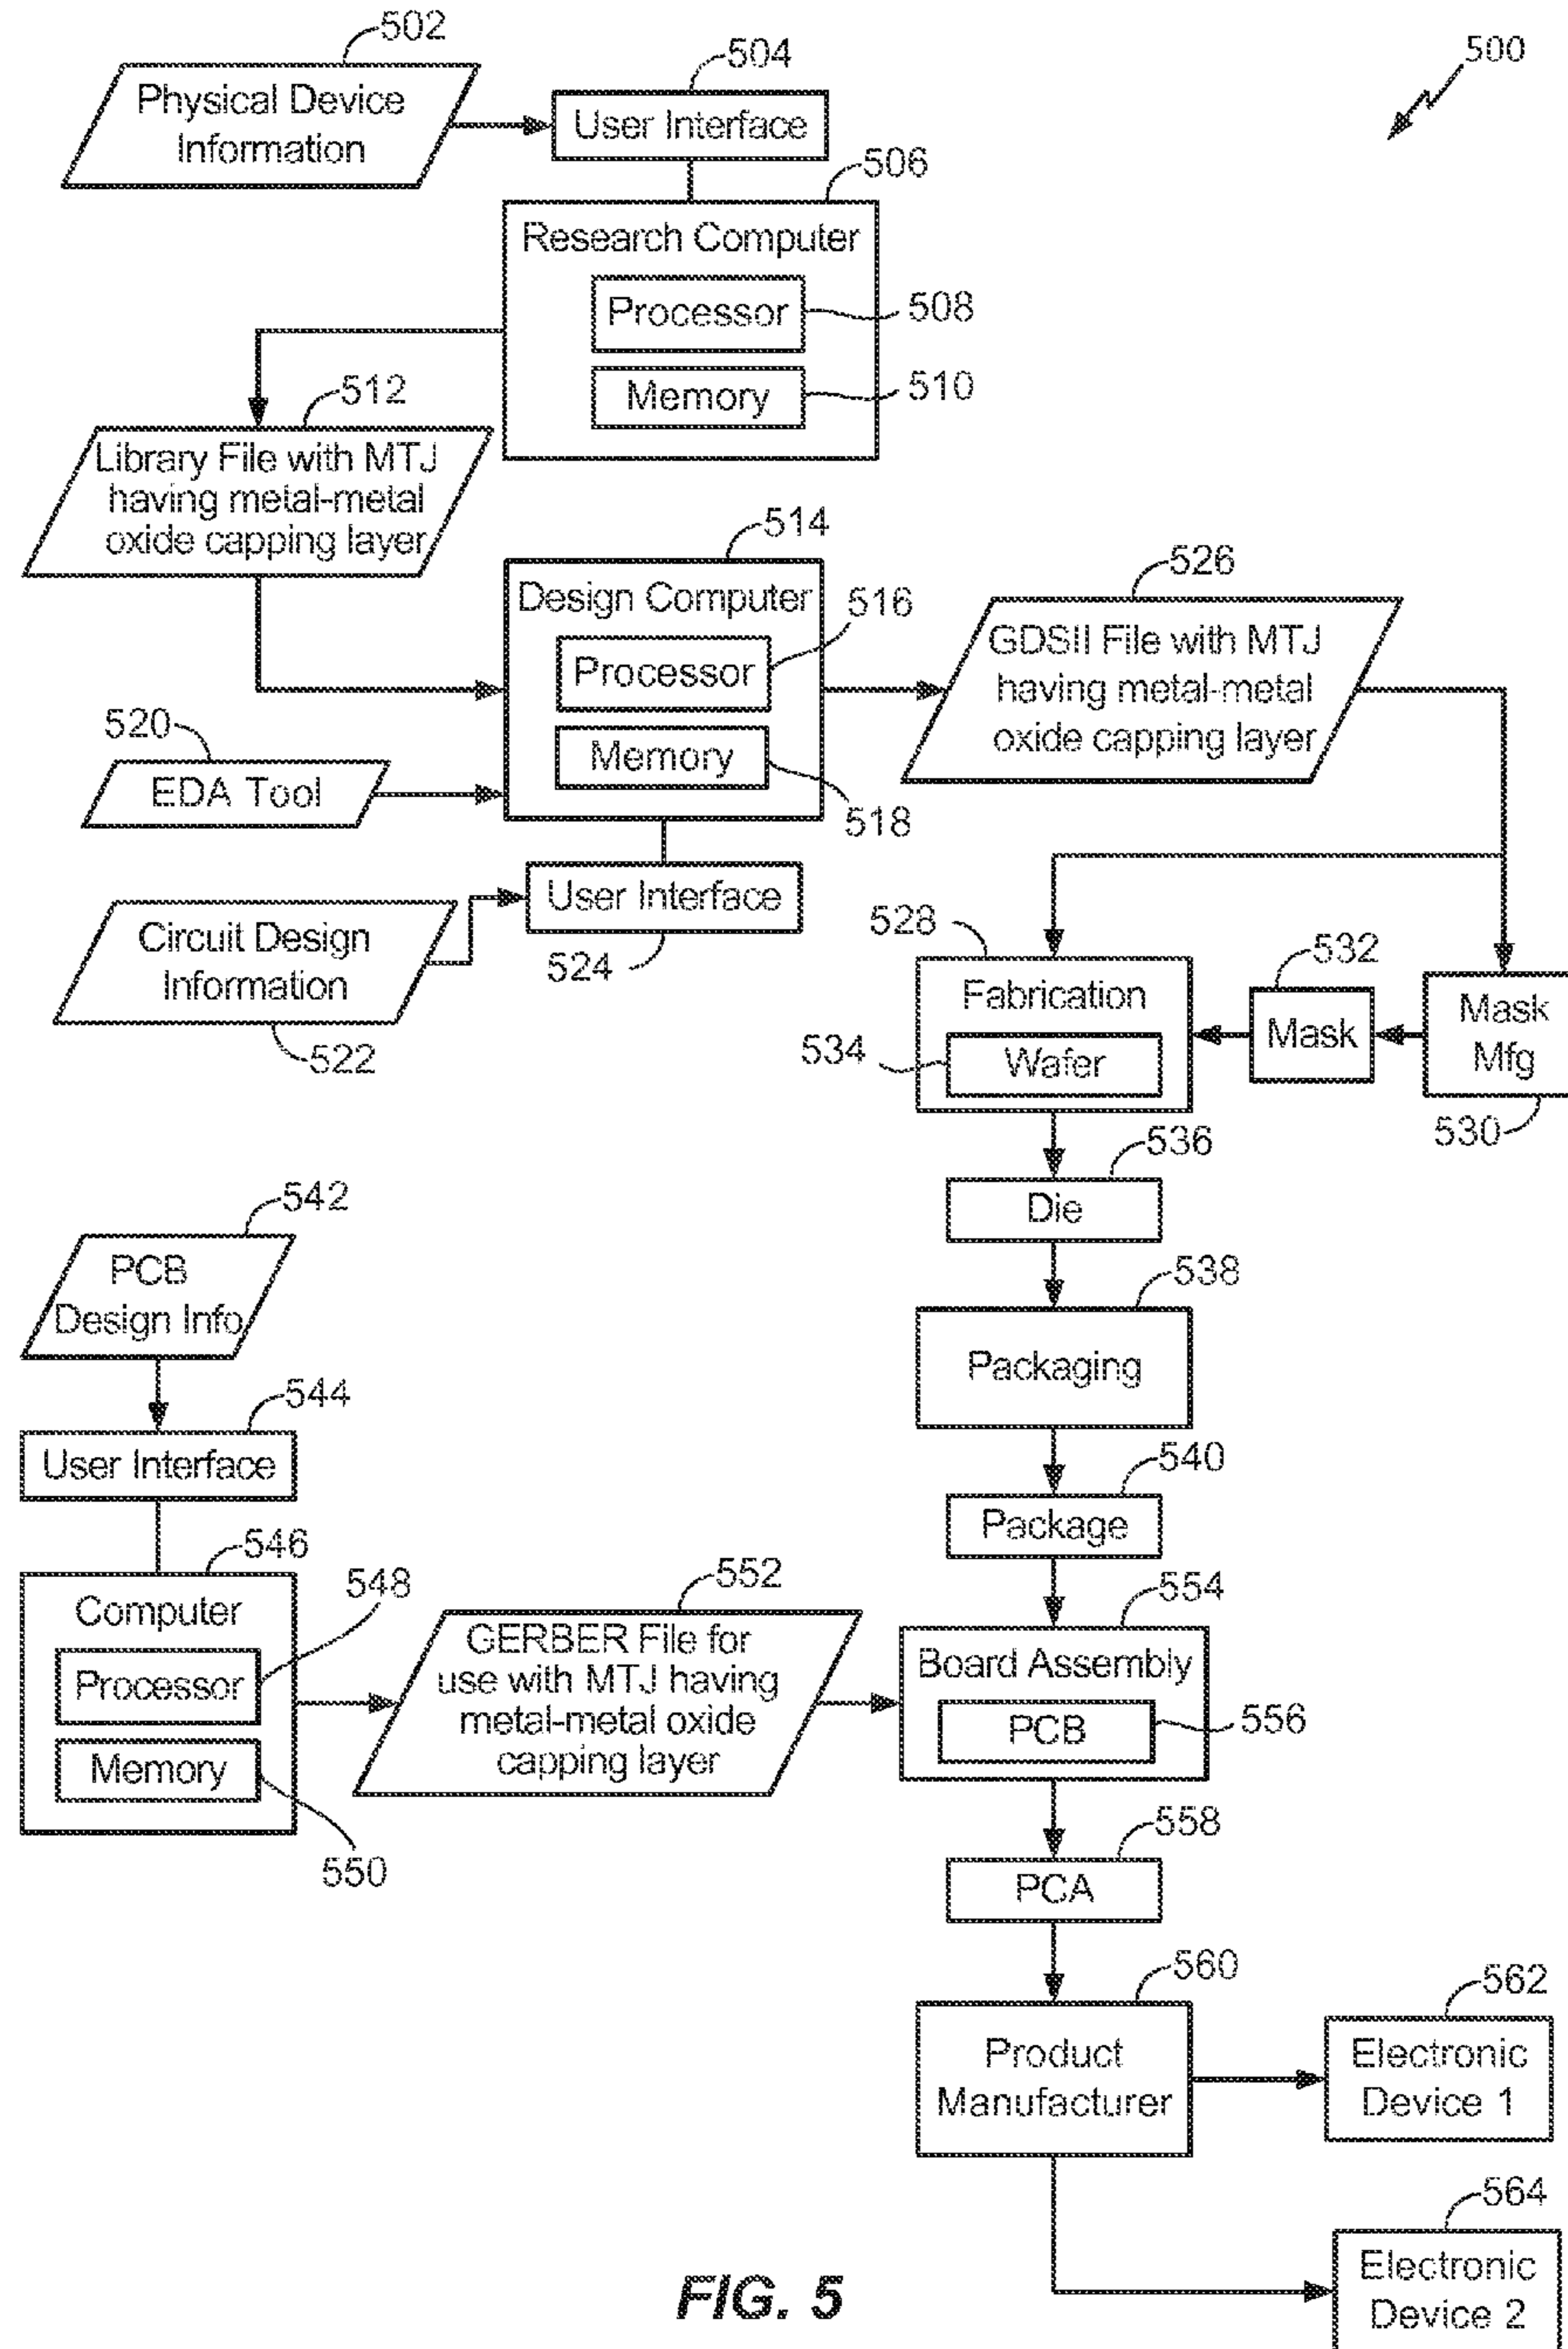 502
504
500
Physical Device
Information
User Interface
506
Research Computer
Processor
508
Memory
510
512
Library File with MTJ
having metal-metal
oxide capping layer
514
526
Design Computer
516
Processor
Memory
518
GDSII File with MTJ
having metal-metal
oxide capping layer
520
EDA Tool
User Interface
524
Circuit Design
Information
522
528
532
Fabrication
534
Wafer
Mask
Mask
Mfg
530
536
Die
542
PCB
Design Info
538
Packaging
544
User Interface
540
Package
546
Computer
548
Processor
Memory
550
552
GERBER File for
use with MTJ having
metal-metal oxide
capping layer
554
Board Assembly
PCB
556
558
PCA
560
Product
Manufacturer
562
Electronic
Device 1
564
Electronic
Device 2
FIG. 5